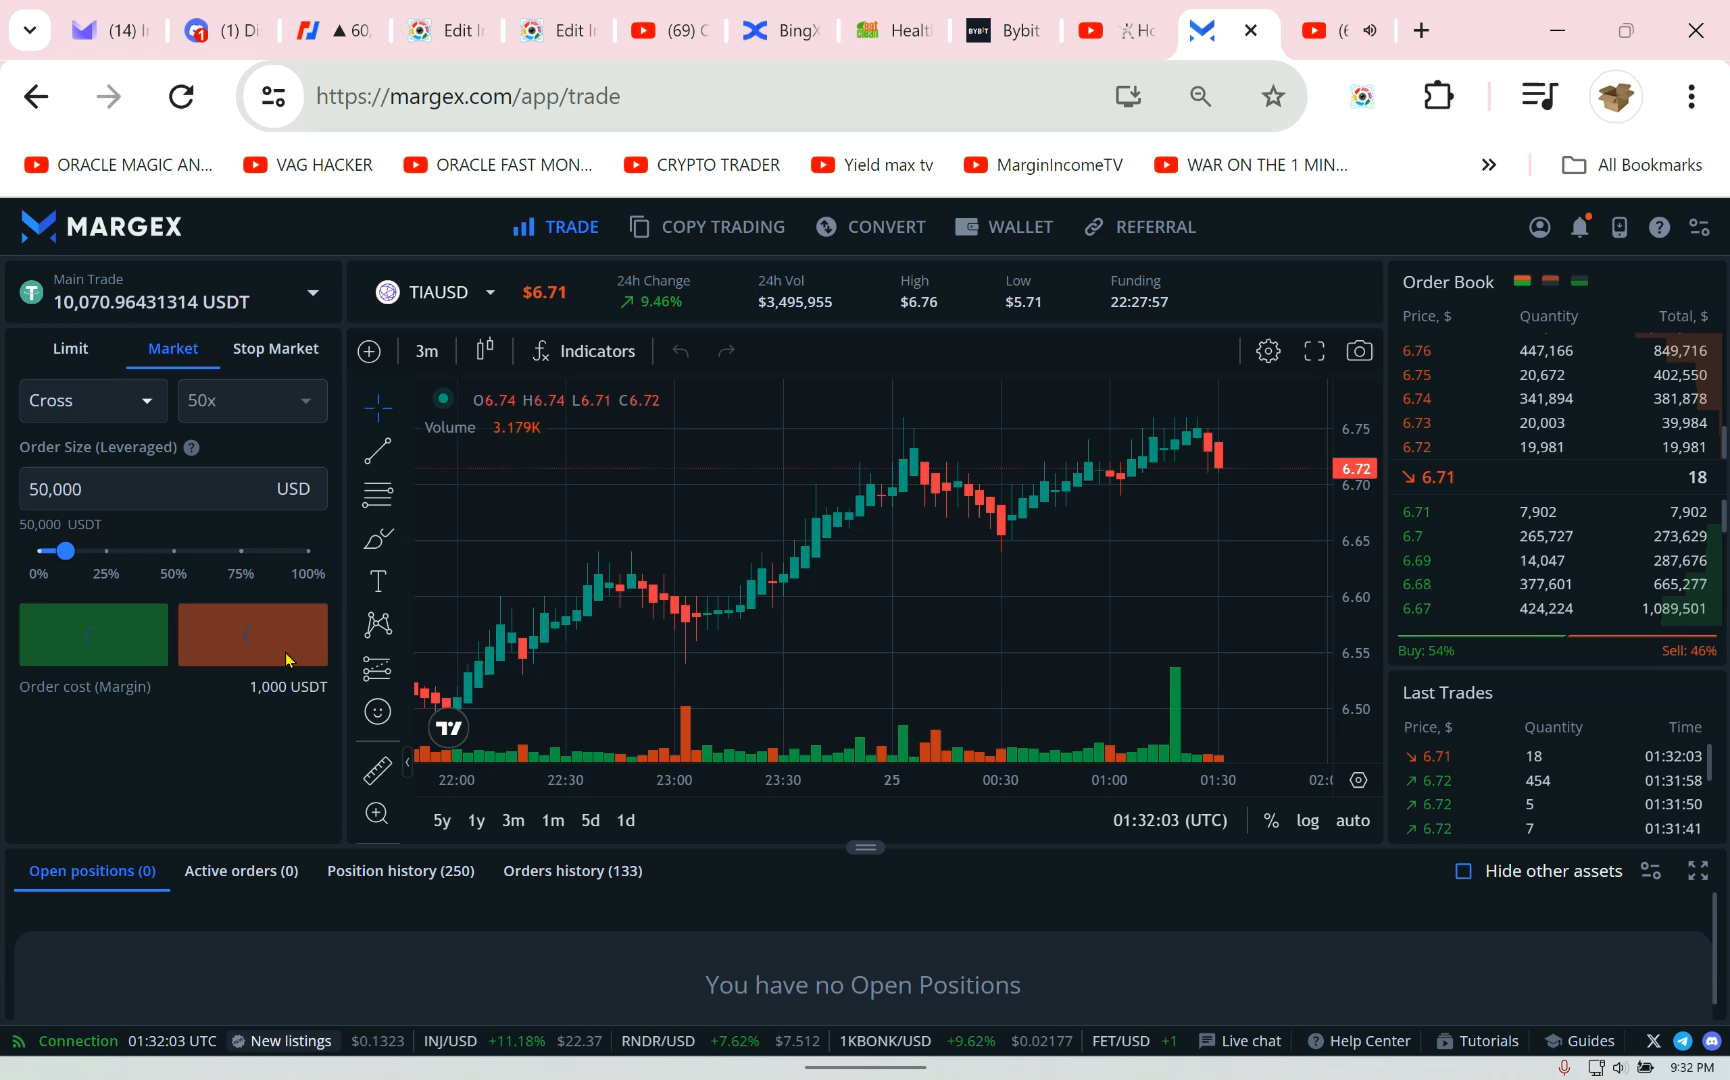 (14) I
(1) Di
▲ 60,
Edit I
Edit I
(69) C
BingX
Healt
Bybit
Ho
https://margex.com/app/trade
ORACLE MAGIC AN...
VAG HACKER
ORACLE FAST MON...
CRYPTO TRADER
Yield max tv
MarginIncomeTV
WAR ON THE 1 MIN...
All Bookmarks
MARGEX
TRADE
COPY TRADING
CONVERT
WALLET
REFERRAL
Main Trade
10,070.96431314 USDT
TIAUSD
$6.71
24h Change
↗ 9.46%
24h Vol
$3,495,955
High
$6.76
Low
$5.71
Funding
22:27:57
Limit
Market
Stop Market
Cross
50x
Order Size (Leveraged)
50,000 USD
50,000 USDT
0% 25% 50% 75% 100%
Order cost (Margin) 1,000 USDT
3m
Indicators
O6.74 H6.74 L6.71 C6.72
Volume 3.179K
6.75
6.72
6.70
6.65
6.60
6.55
6.50
22:00 22:30 23:00 23:30 25 00:30 01:00 01:30 02:
5y 1y 3m 1m 5d 1d
01:32:03 (UTC)
% log auto
Order Book
Price, $ Quantity Total, $
6.76 447,166 849,716
6.75 20,672 402,550
6.74 341,894 381,878
6.73 20,003 39,984
6.72 19,981 19,981
↘ 6.71 18
6.71 7,902 7,902
6.7 265,727 273,629
6.69 14,047 287,676
6.68 377,601 665,277
6.67 424,224 1,089,501
Buy: 54% Sell: 46%
Last Trades
Price, $ Quantity Time
↘ 6.71 18 01:32:03
↗ 6.72 454 01:31:58
↗ 6.72 5 01:31:50
↗ 6.72 7 01:31:41
Open positions (0)
Active orders (0)
Position history (250)
Orders history (133)
Hide other assets
You have no Open Positions
Connection 01:32:03 UTC
New listings
$0.1323
INJ/USD +11.18% $22.37
RNDR/USD +7.62% $7.512
1KBONK/USD +9.62% $0.02177
FET/USD +1
Live chat
Help Center
Tutorials
Guides
9:32 PM